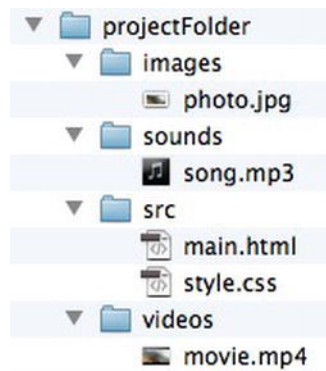 projectFolder
images
photo.jpg
sounds
song.mp3
src
main.html
style.css
videos
movie.mp4